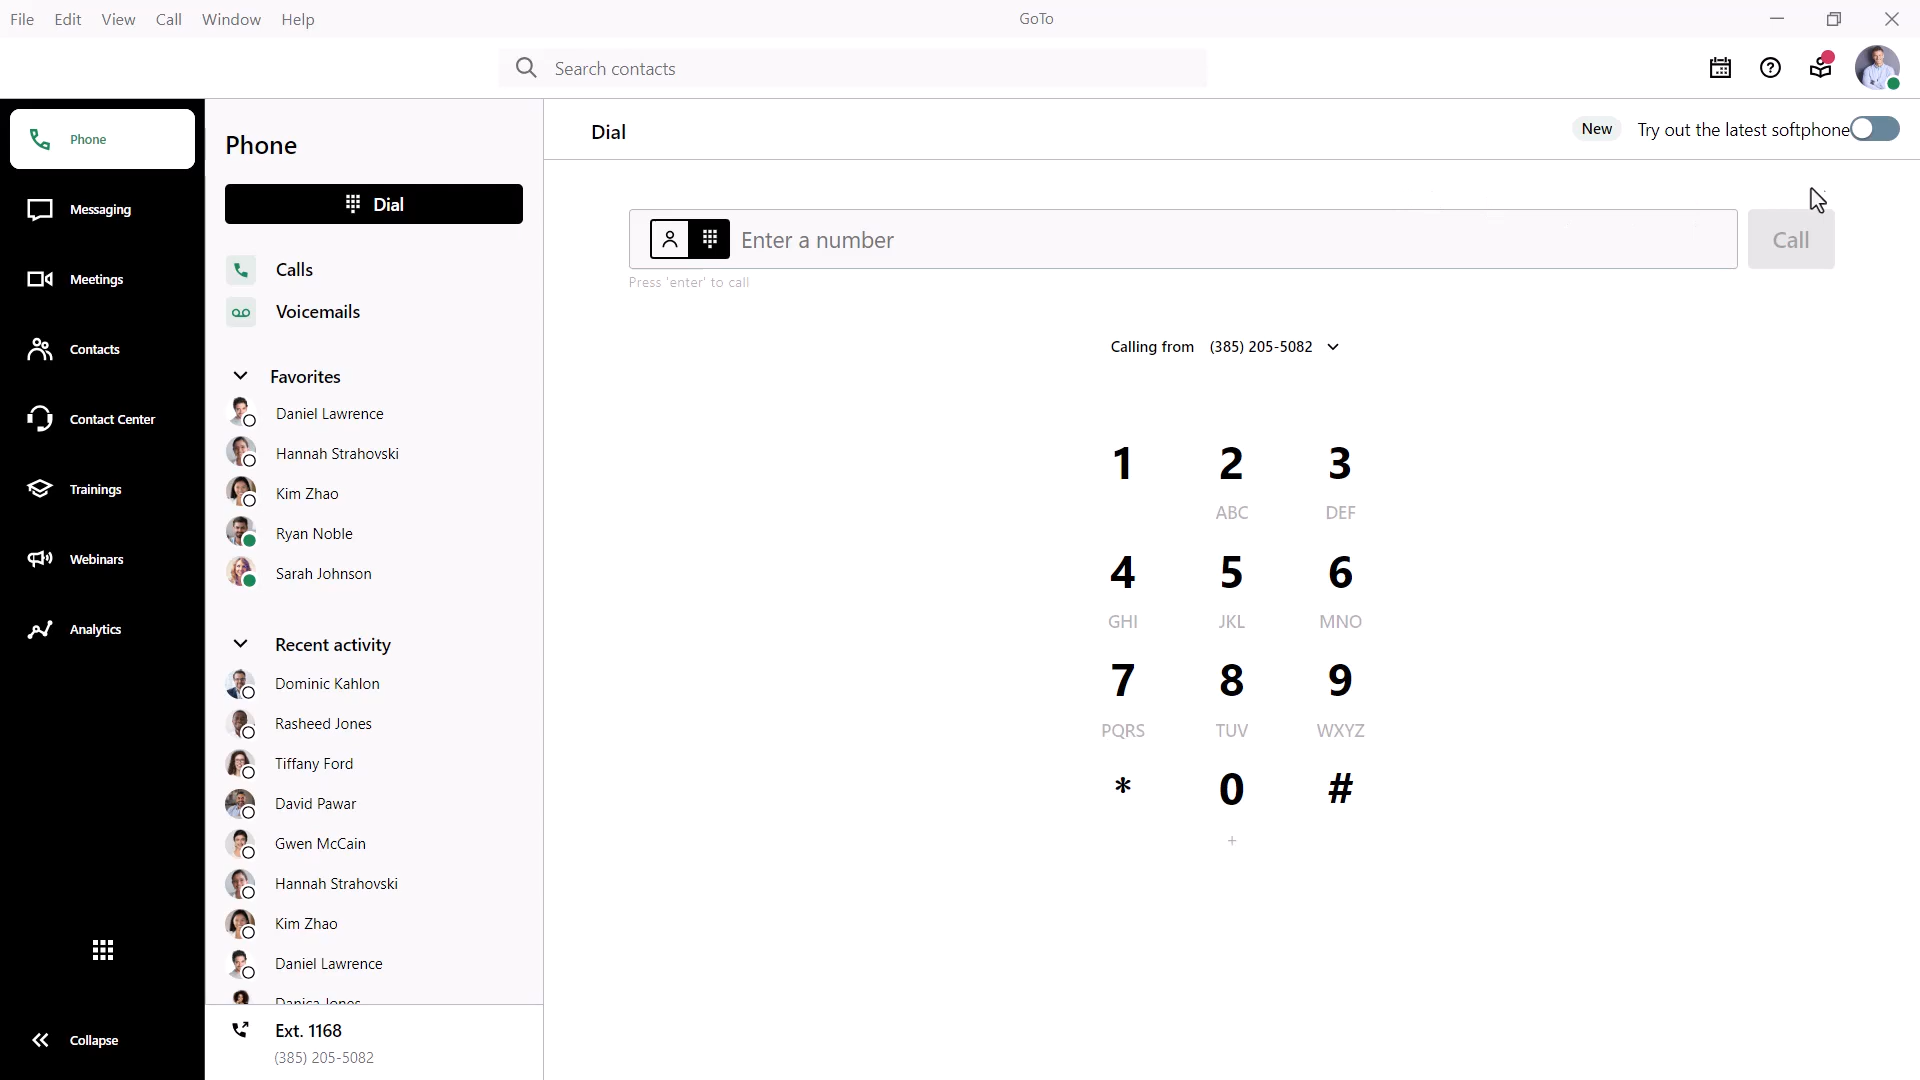 File Edit View Call Window Help
GoTo
Search contacts
Phone
Messaging
Meetings
Contacts
Contact Center
Trainings
Webinars
Analytics
Collapse
Phone
Dial
Calls
Voicemails
Favorites
Daniel Lawrence
Hannah Strahovski
Kim Zhao
Ryan Noble
Sarah Johnson
Recent activity
Dominic Kahlon
Rasheed Jones
Tiffany Ford
David Pawar
Gwen McCain
Hannah Strahovski
Kim Zhao
Daniel Lawrence
Danica Jones
Ext. 1168
(385) 205-5082
Dial
New Try out the latest softphone
Enter a number
Call
Press 'enter' to call
Calling from (385) 205-5082
1 2 3
ABC DEF
4 5 6
GHI JKL MNO
7 8 9
PQRS TUV WXYZ
* 0 #
+